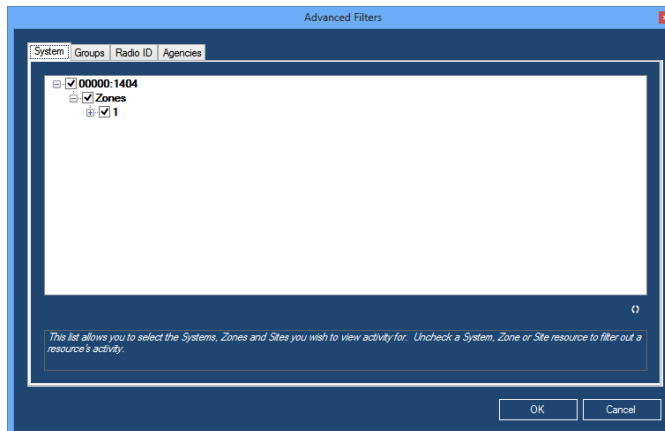 Advanced Filters
System Groups Radio ID Agencies
00000:1404
Zones
1
This list allows you to select the Systems, Zones and Sites you wish to view activity for. Uncheck a System, Zone or Site resource to filter out a
resource's activity.
OK Cancel